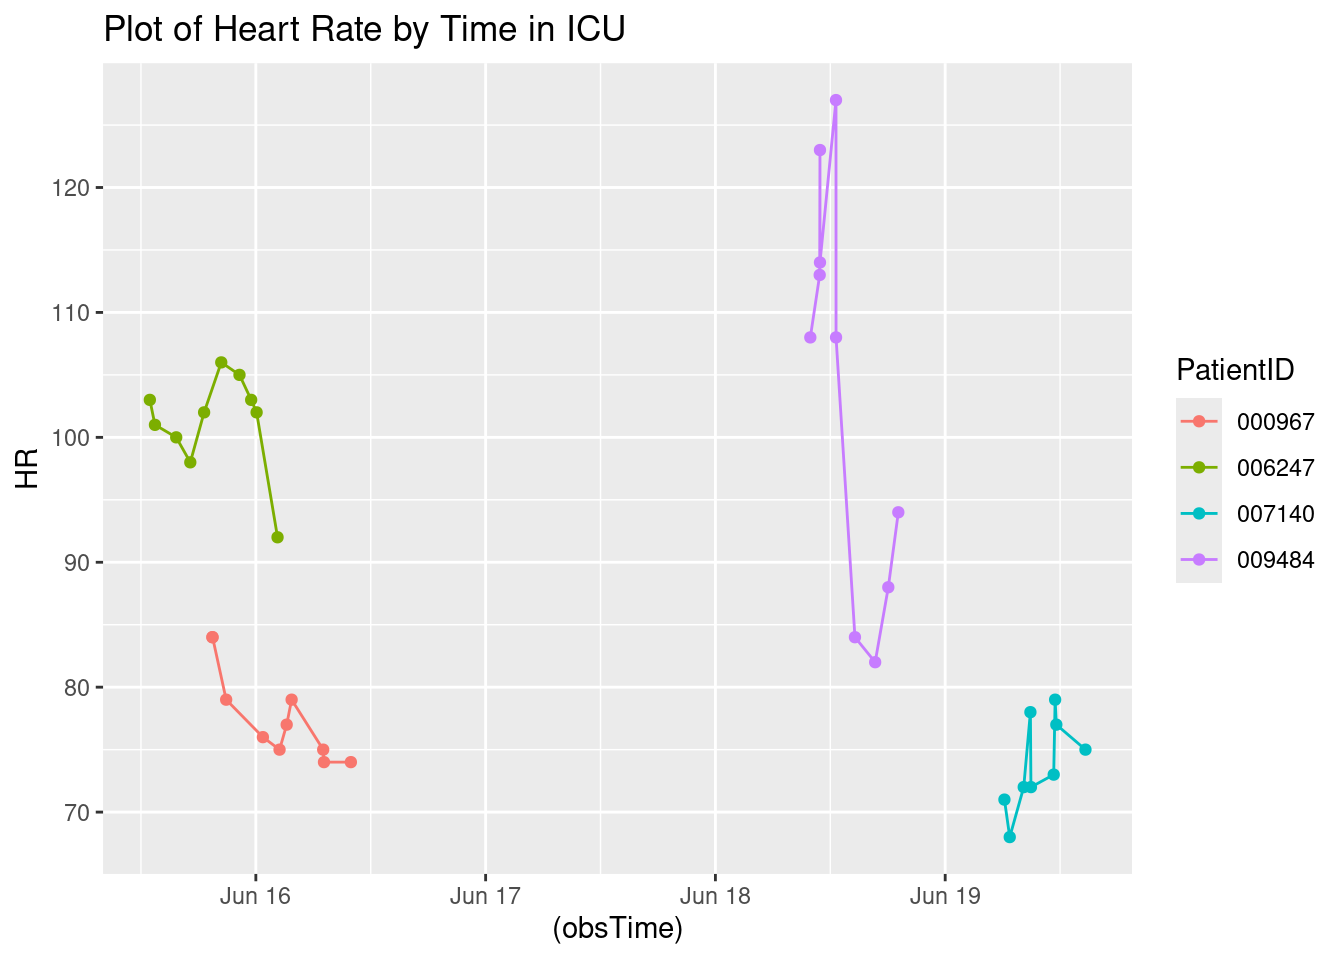 Plot of Heart Rate by Time in ICU
HR
120
110
100
90
80
70
Jun 16
Jun 17
Jun 18
Jun 19
(obsTime)
PatientID
000967
006247
007140
009484